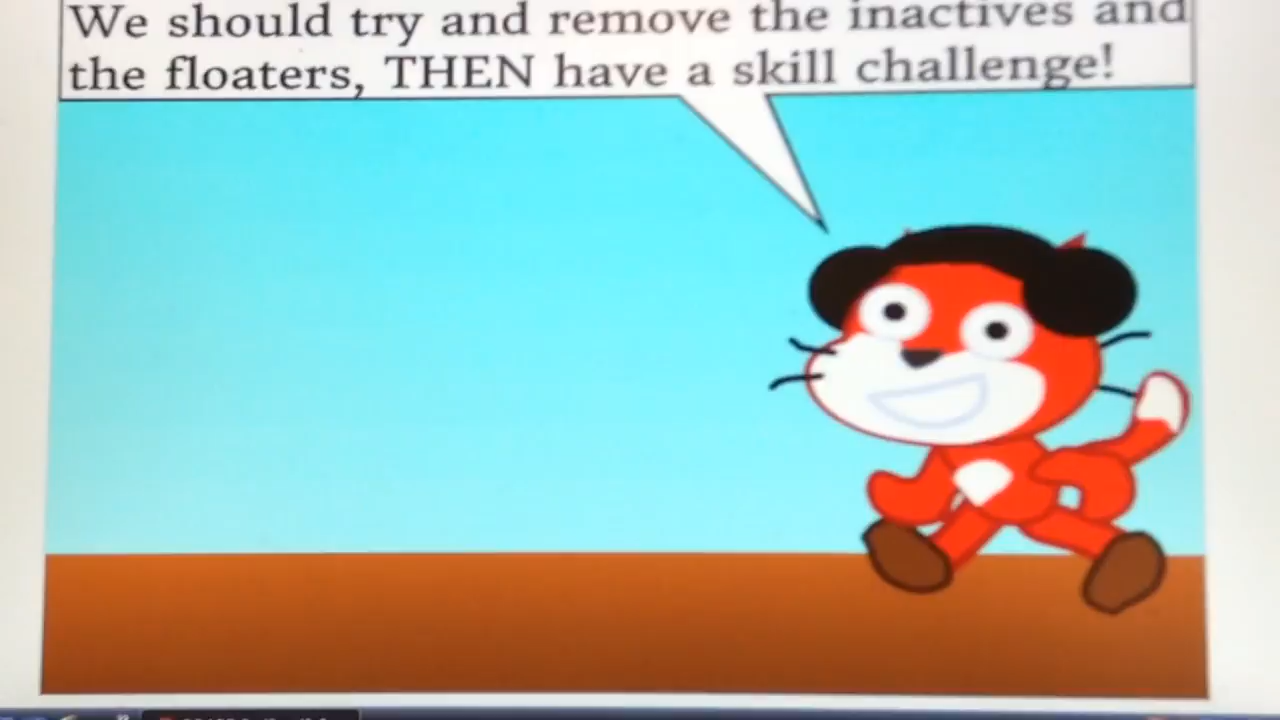 We should try and remove the inactives and
the floaters, THEN have a skill challenge!